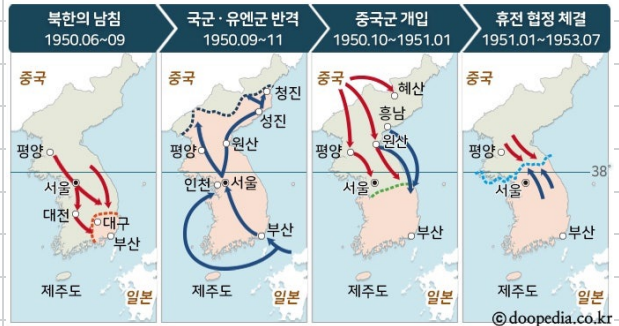 북한의 남침
1950.06~09
국군·유엔군 반격
1950.09~11
중국군 개입
1950.10~1951.01
휴전 협정 체결
1951.01~1953.07
중국
평양
서울
대전
대구
부산
제주도
일본
중국
청진
성진
원산
평양
인천
서울
부산
제주도
일본
중국
혜산
흥남
원산
평양
서울
부산
제주도
일본
중국
평양
38°
서울
부산
제주도
일본
ⓒ doopedia.co.kr